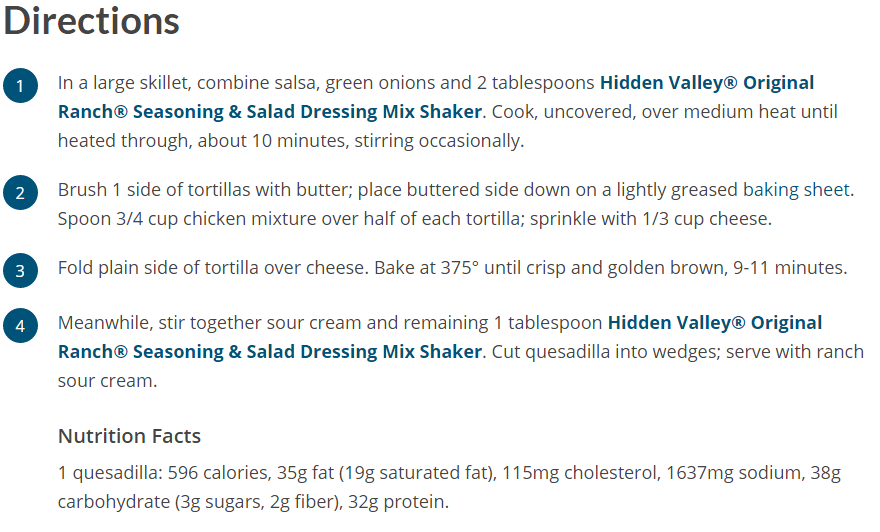 Directions
1 In a large skillet, combine salsa, green onions and 2 tablespoons Hidden Valley® Original
Ranch® Seasoning & Salad Dressing Mix Shaker. Cook, uncovered, over medium heat until
heated through, about 10 minutes, stirring occasionally.
2 Brush 1 side of tortillas with butter; place buttered side down on a lightly greased baking sheet.
Spoon 3/4 cup chicken mixture over half of each tortilla; sprinkle with 1/3 cup cheese.
3 Fold plain side of tortilla over cheese. Bake at 375° until crisp and golden brown, 9-11 minutes.
4 Meanwhile, stir together sour cream and remaining 1 tablespoon Hidden Valley® Original
Ranch® Seasoning & Salad Dressing Mix Shaker. Cut quesadilla into wedges; serve with ranch
sour cream.
Nutrition Facts
1 quesadilla: 596 calories, 35g fat (19g saturated fat), 115mg cholesterol, 1637mg sodium, 38g
carbohydrate (3g sugars, 2g fiber), 32g protein.